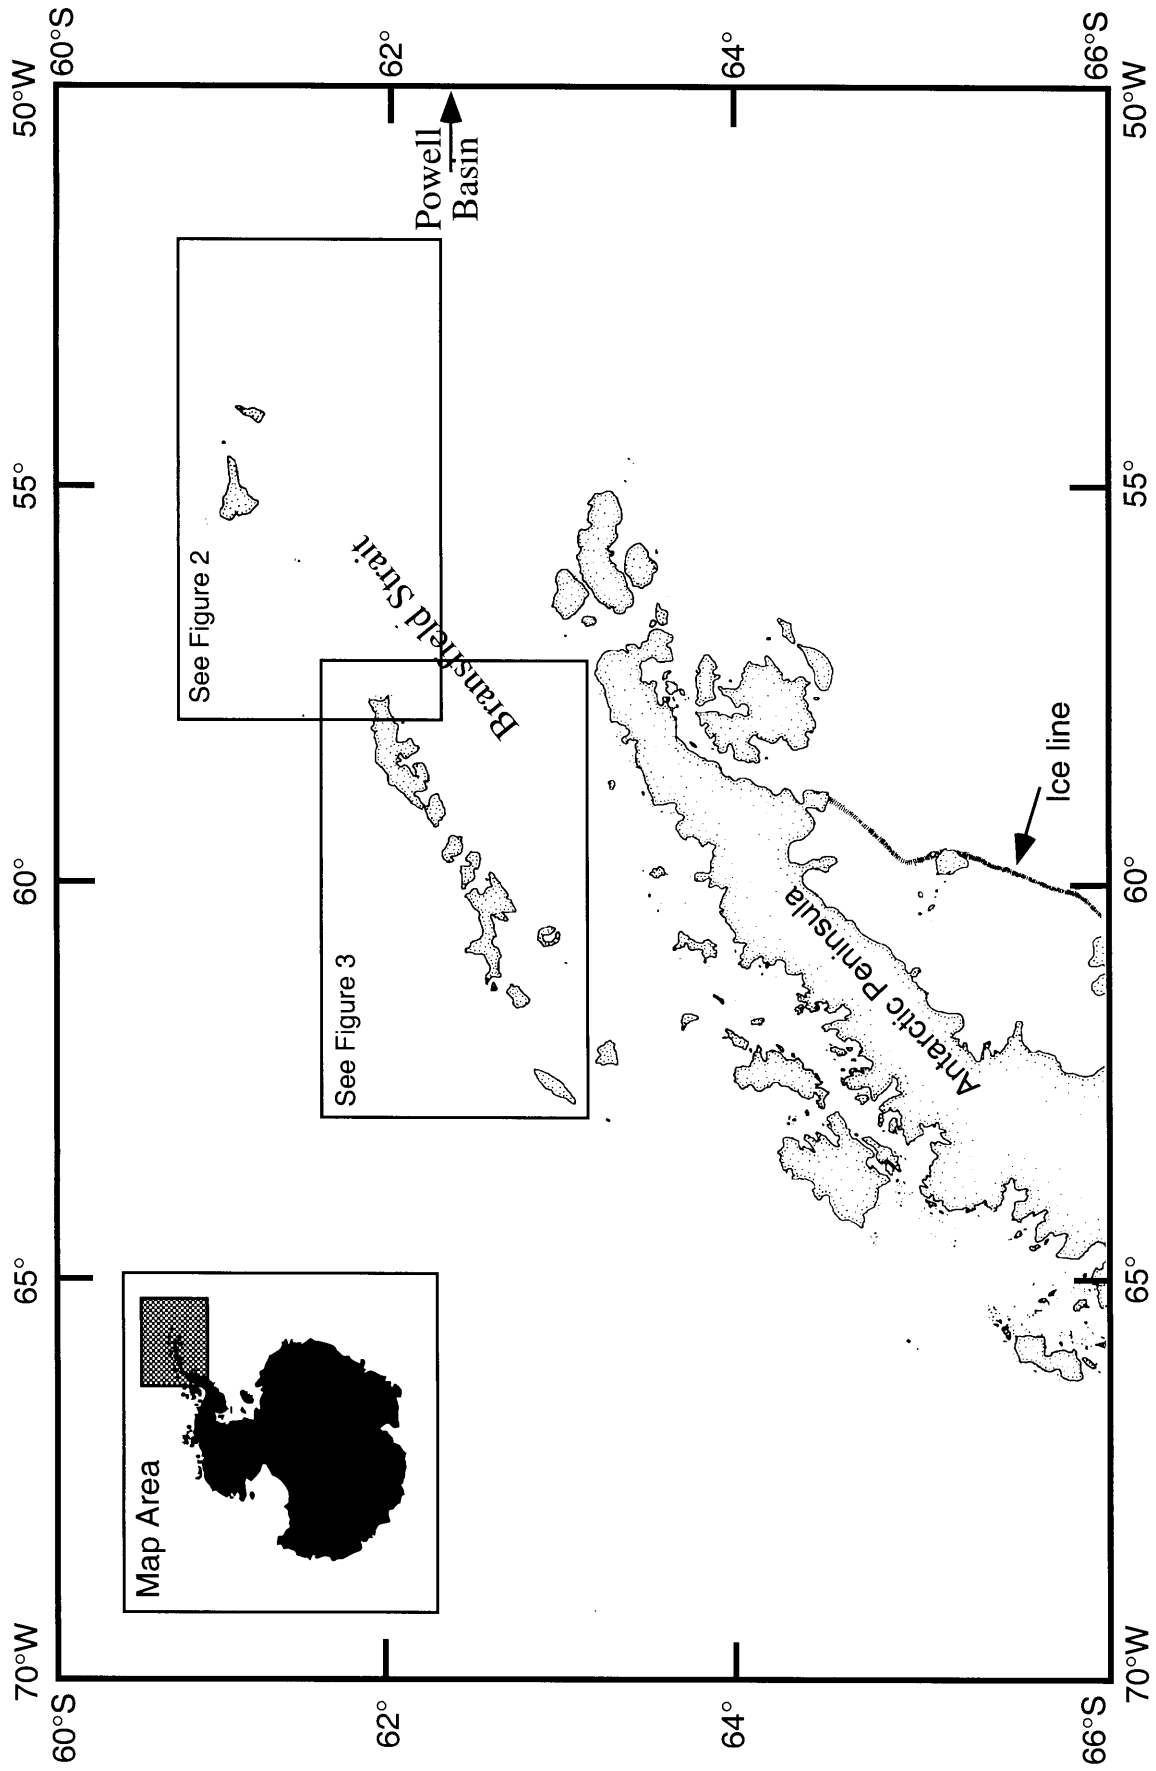 70°W
65°
60°
55°
50°W
60°S
60°S
Map Area
See Figure 2
See Figure 3
62°
62°
Bransfield Strait
Powell
Basin
64°
64°
Antarctic Peninsula
Ice line
66°S
66°S
70°W
65°
60°
55°
50°W